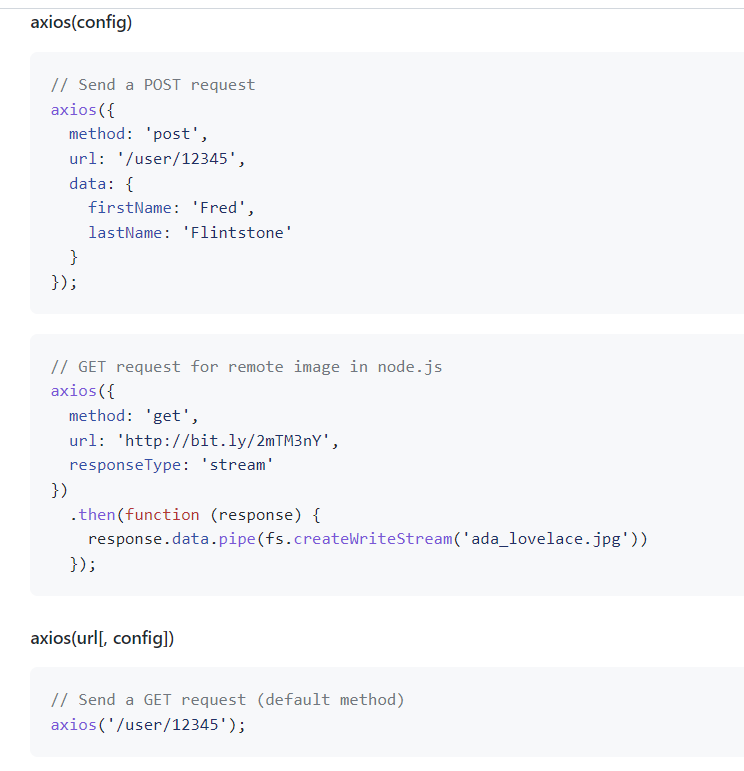 axios(config)
// Send a POST request
axios({
  method: 'post',
  url: '/user/12345',
  data: {
    firstName: 'Fred',
    lastName: 'Flintstone'
  }
});
// GET request for remote image in node.js
axios({
  method: 'get',
  url: 'http://bit.ly/2mTM3nY',
  responseType: 'stream'
})
  .then(function (response) {
    response.data.pipe(fs.createWriteStream('ada_lovelace.jpg'))
  });
axios(url[, config])
// Send a GET request (default method)
axios('/user/12345');